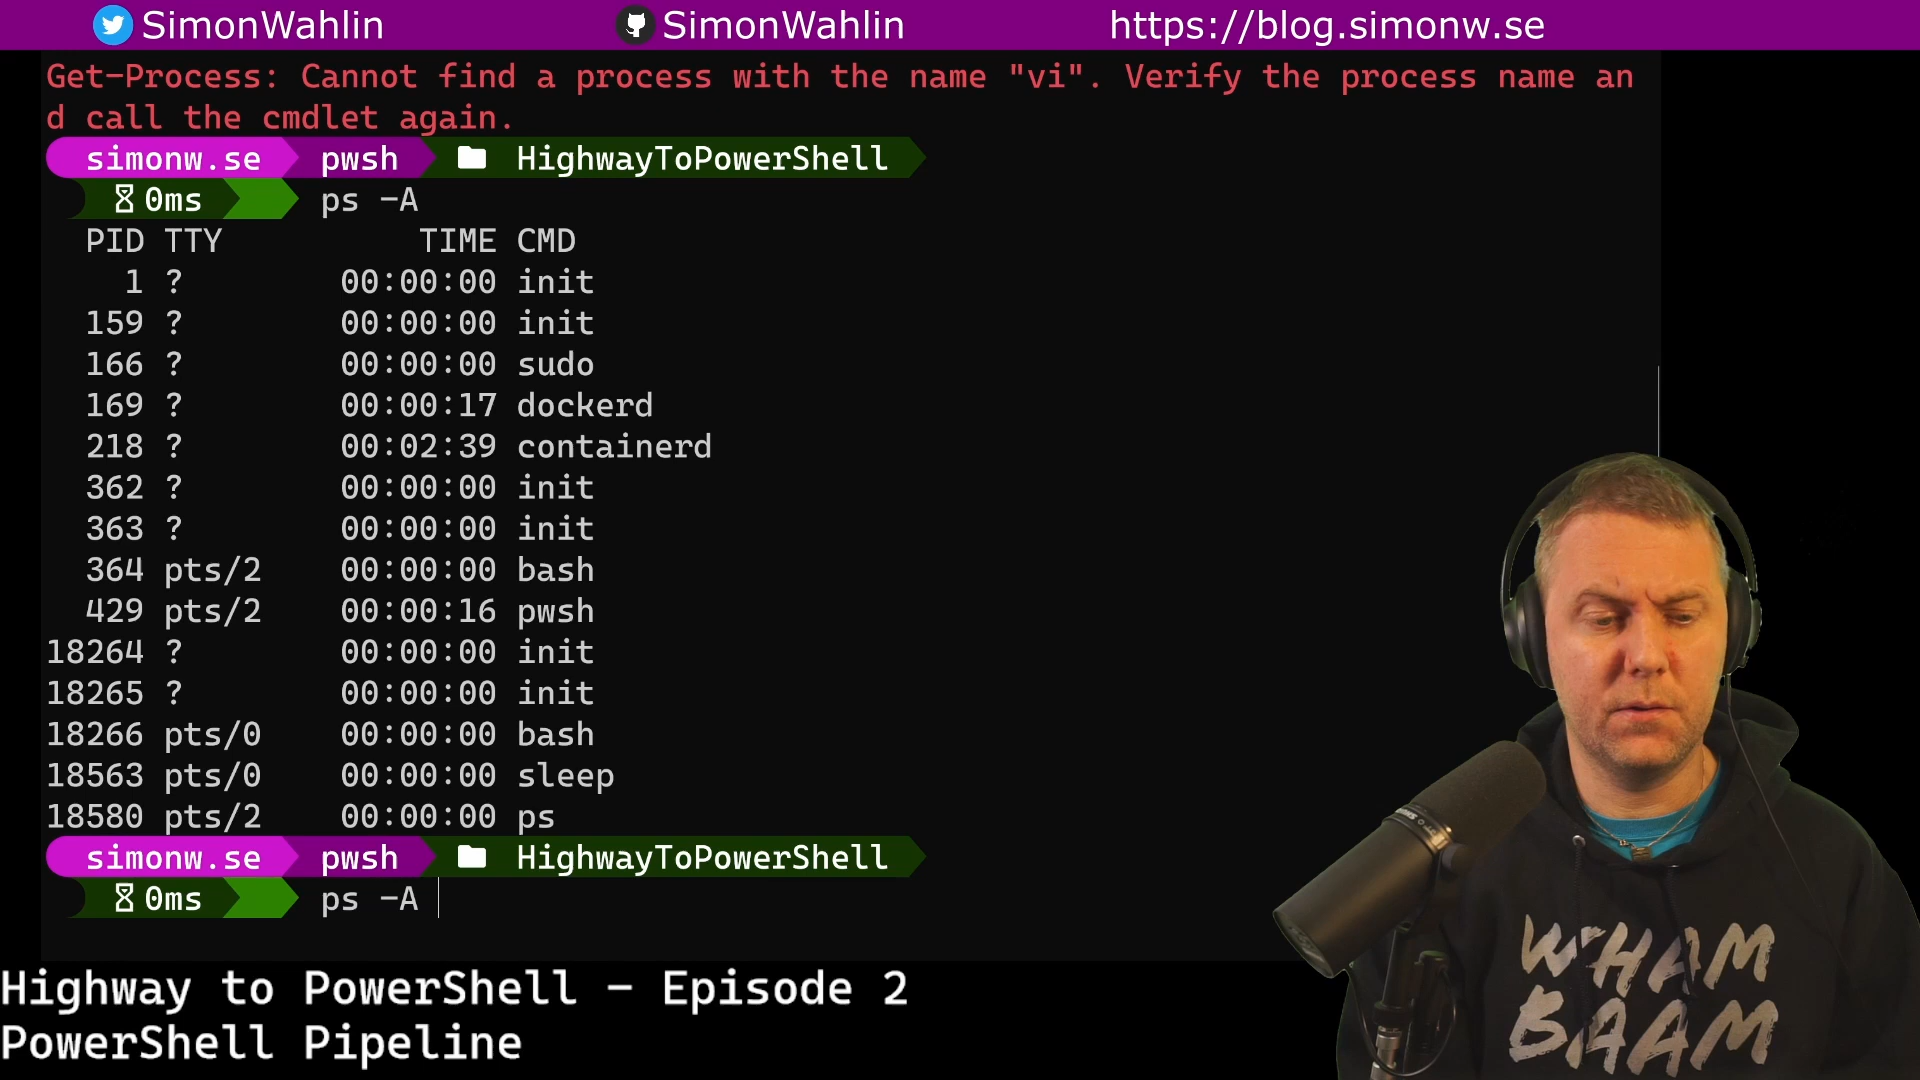 SimonWahlin SimonWahlin https://blog.simonw.se
Get-Process: Cannot find a process with the name "vi". Verify the process name an
d call the cmdlet again.
simonw.se pwsh HighwayToPowerShell
0ms ps -A
PID TTY TIME CMD
1 ? 00:00:00 init
159 ? 00:00:00 init
166 ? 00:00:00 sudo
169 ? 00:00:17 dockerd
218 ? 00:02:39 containerd
362 ? 00:00:00 init
363 ? 00:00:00 init
364 pts/2 00:00:00 bash
429 pts/2 00:00:16 pwsh
18264 ? 00:00:00 init
18265 ? 00:00:00 init
18266 pts/0 00:00:00 bash
18563 pts/0 00:00:00 sleep
18580 pts/2 00:00:00 ps
simonw.se pwsh HighwayToPowerShell
0ms ps -A
Highway to PowerShell - Episode 2
PowerShell Pipeline
WHAM
BAAM